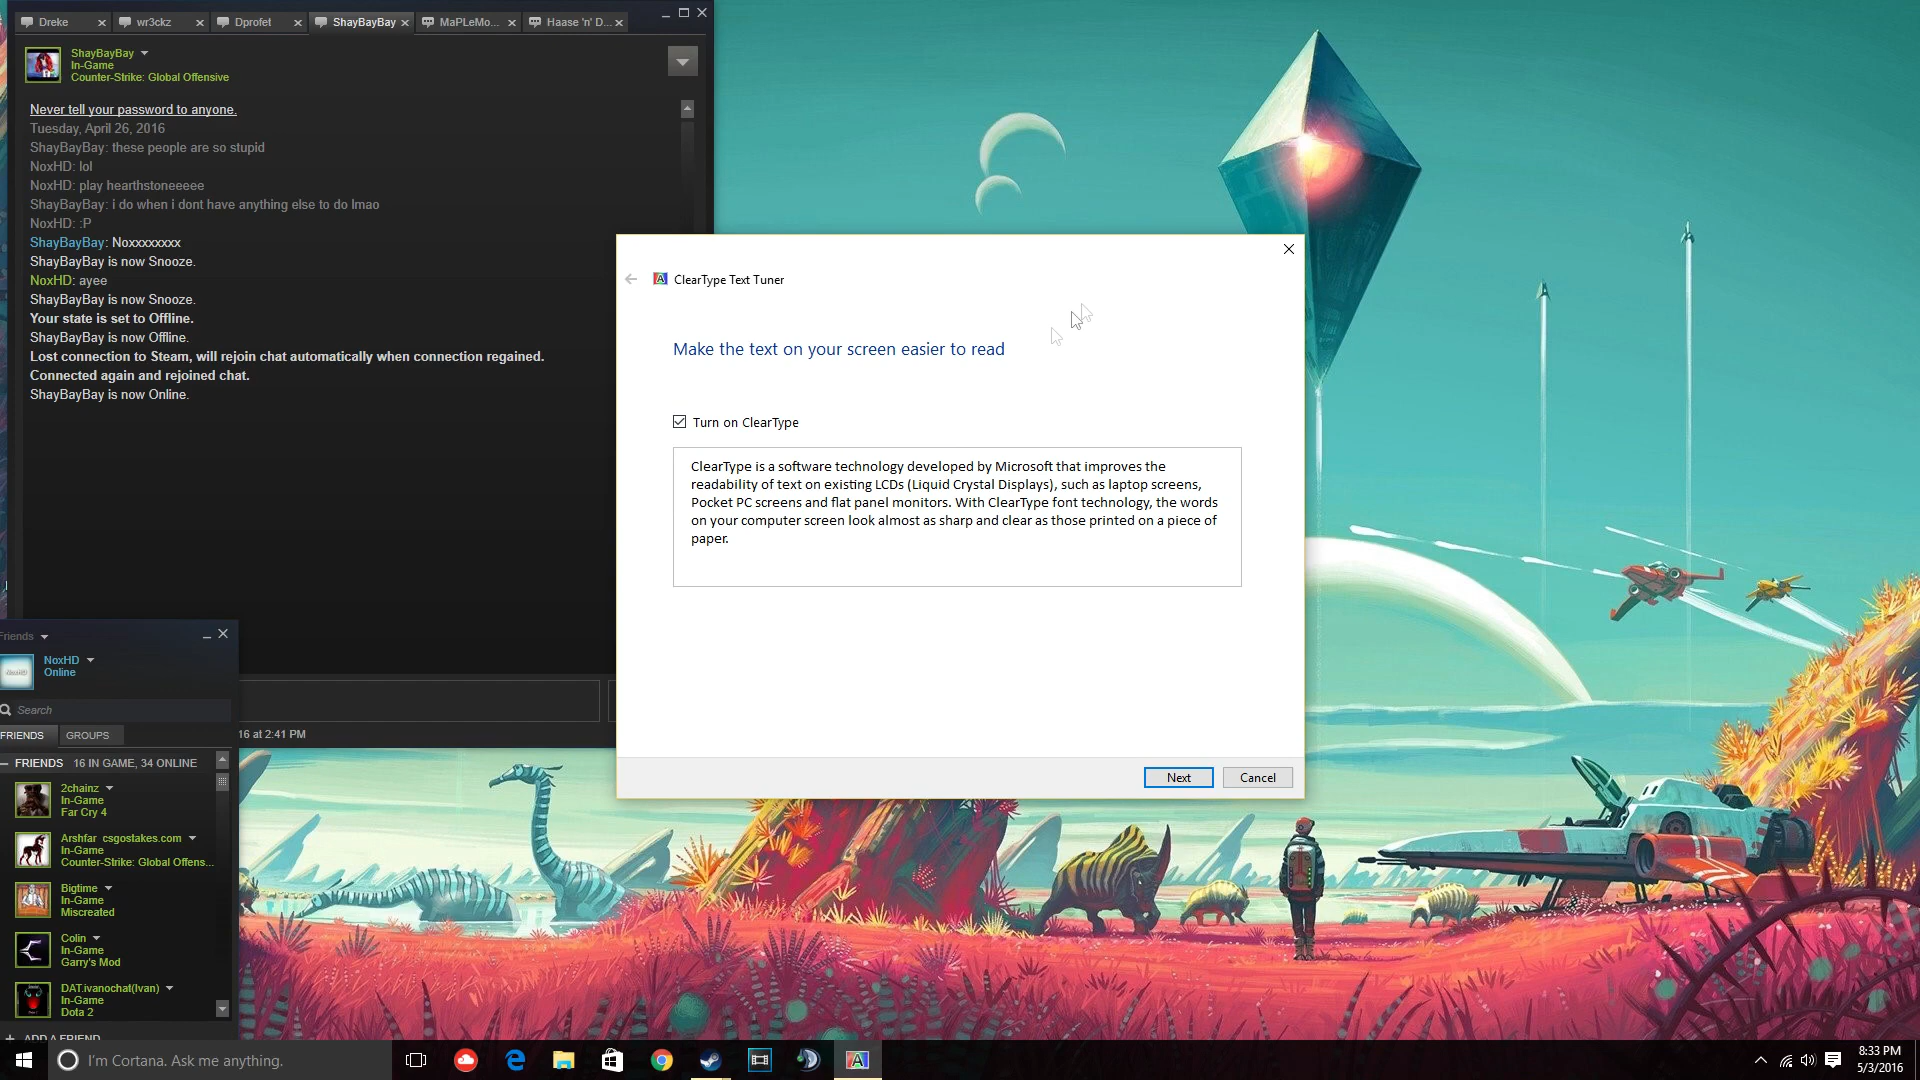 Dreke
wr3ckz
Dprofet
ShayBayBay
MaPLeMo...
Haase 'n' D...
ShayBayBay
In-Game
Counter-Strike: Global Offensive
Never tell your password to anyone.
Tuesday, April 26, 2016
ShayBayBay: these people are so stupid
NoxHD: lol
NoxHD: play hearthstoneeeee
ShayBayBay: i do when i dont have anything else to do lmao
NoxHD: :P
ShayBayBay: Noxxxxxxxx
ShayBayBay is now Snooze.
NoxHD: ayee
ShayBayBay is now Snooze.
Your state is set to Offline.
ShayBayBay is now Offline.
Lost connection to Steam, will rejoin chat automatically when connection regained.
Connected again and rejoined chat.
ShayBayBay is now Online.
16 at 2:41 PM
ClearType Text Tuner
Make the text on your screen easier to read
Turn on ClearType
ClearType is a software technology developed by Microsoft that improves the
readability of text on existing LCDs (Liquid Crystal Displays), such as laptop screens,
Pocket PC screens and flat panel monitors. With ClearType font technology, the words
on your computer screen look almost as sharp and clear as those printed on a piece of
paper.
Next
Cancel
Friends
NoxHD
Online
Search
FRIENDS
GROUPS
FRIENDS 16 IN GAME, 34 ONLINE
2chainz
In-Game
Far Cry 4
Arshfar csgostakes.com
In-Game
Counter-Strike: Global Offens...
Bigtime
In-Game
Miscreated
Colin
In-Game
Garry's Mod
DAT.ivanochat(Ivan)
In-Game
Dota 2
ADD A FRIEND
I'm Cortana. Ask me anything.
8:33 PM
5/3/2016